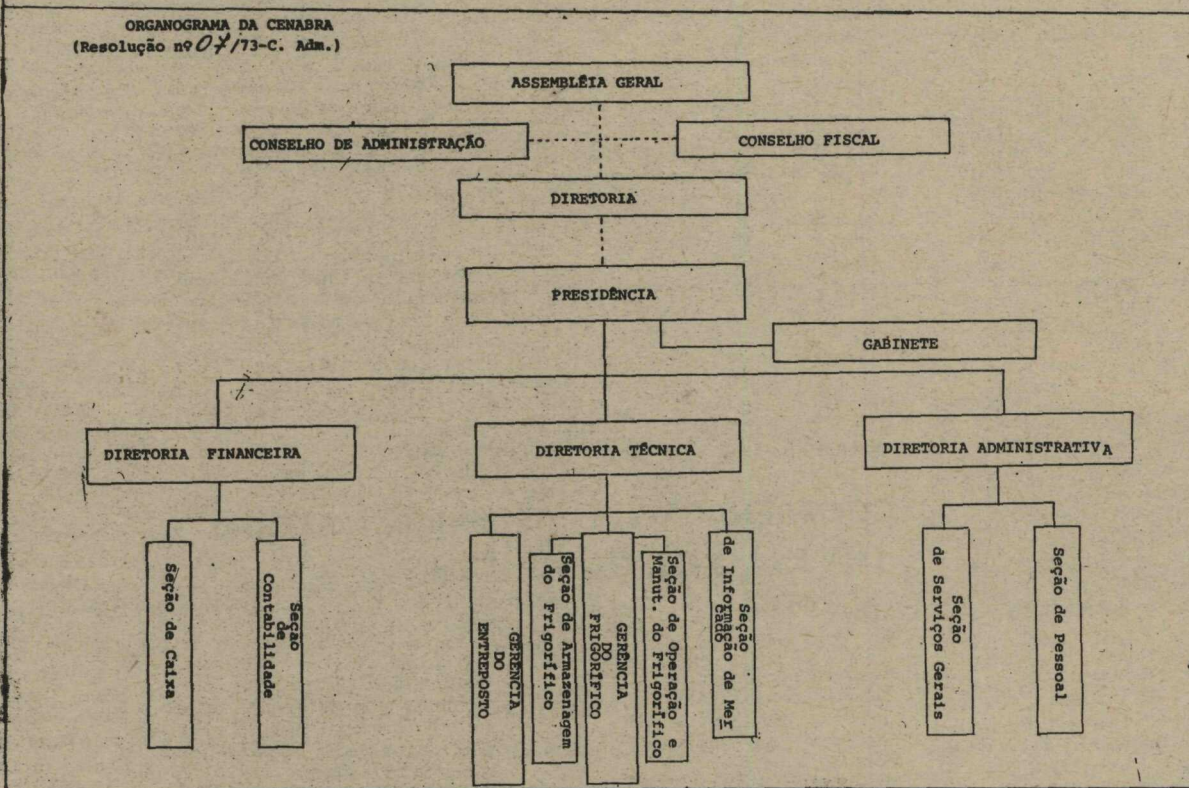 ORGANOGRAMA DA CENABRA
(Resolução nº 07/73-C. Adm.)
ASSEMBLÉIA GERAL
CONSELHO DE ADMINISTRAÇÃO
CONSELHO FISCAL
DIRETORIA
PRESIDÊNCIA
GABINETE
DIRETORIA FINANCEIRA
DIRETORIA TÉCNICA
DIRETORIA ADMINISTRATIVA
Seção de Caixa
Seção
de
Contabilidade
GERÊNCIA
DO
ENTREPOSTO
Seção de Armazenagem
do Frigorífico
GERÊNCIA
DO
FRIGORÍFICO
Seção de Operação e
Manut. do Frigorífico
Seção
de Informação de Mer
cado
Seção
de Serviços Gerais
Seção de Pessoal